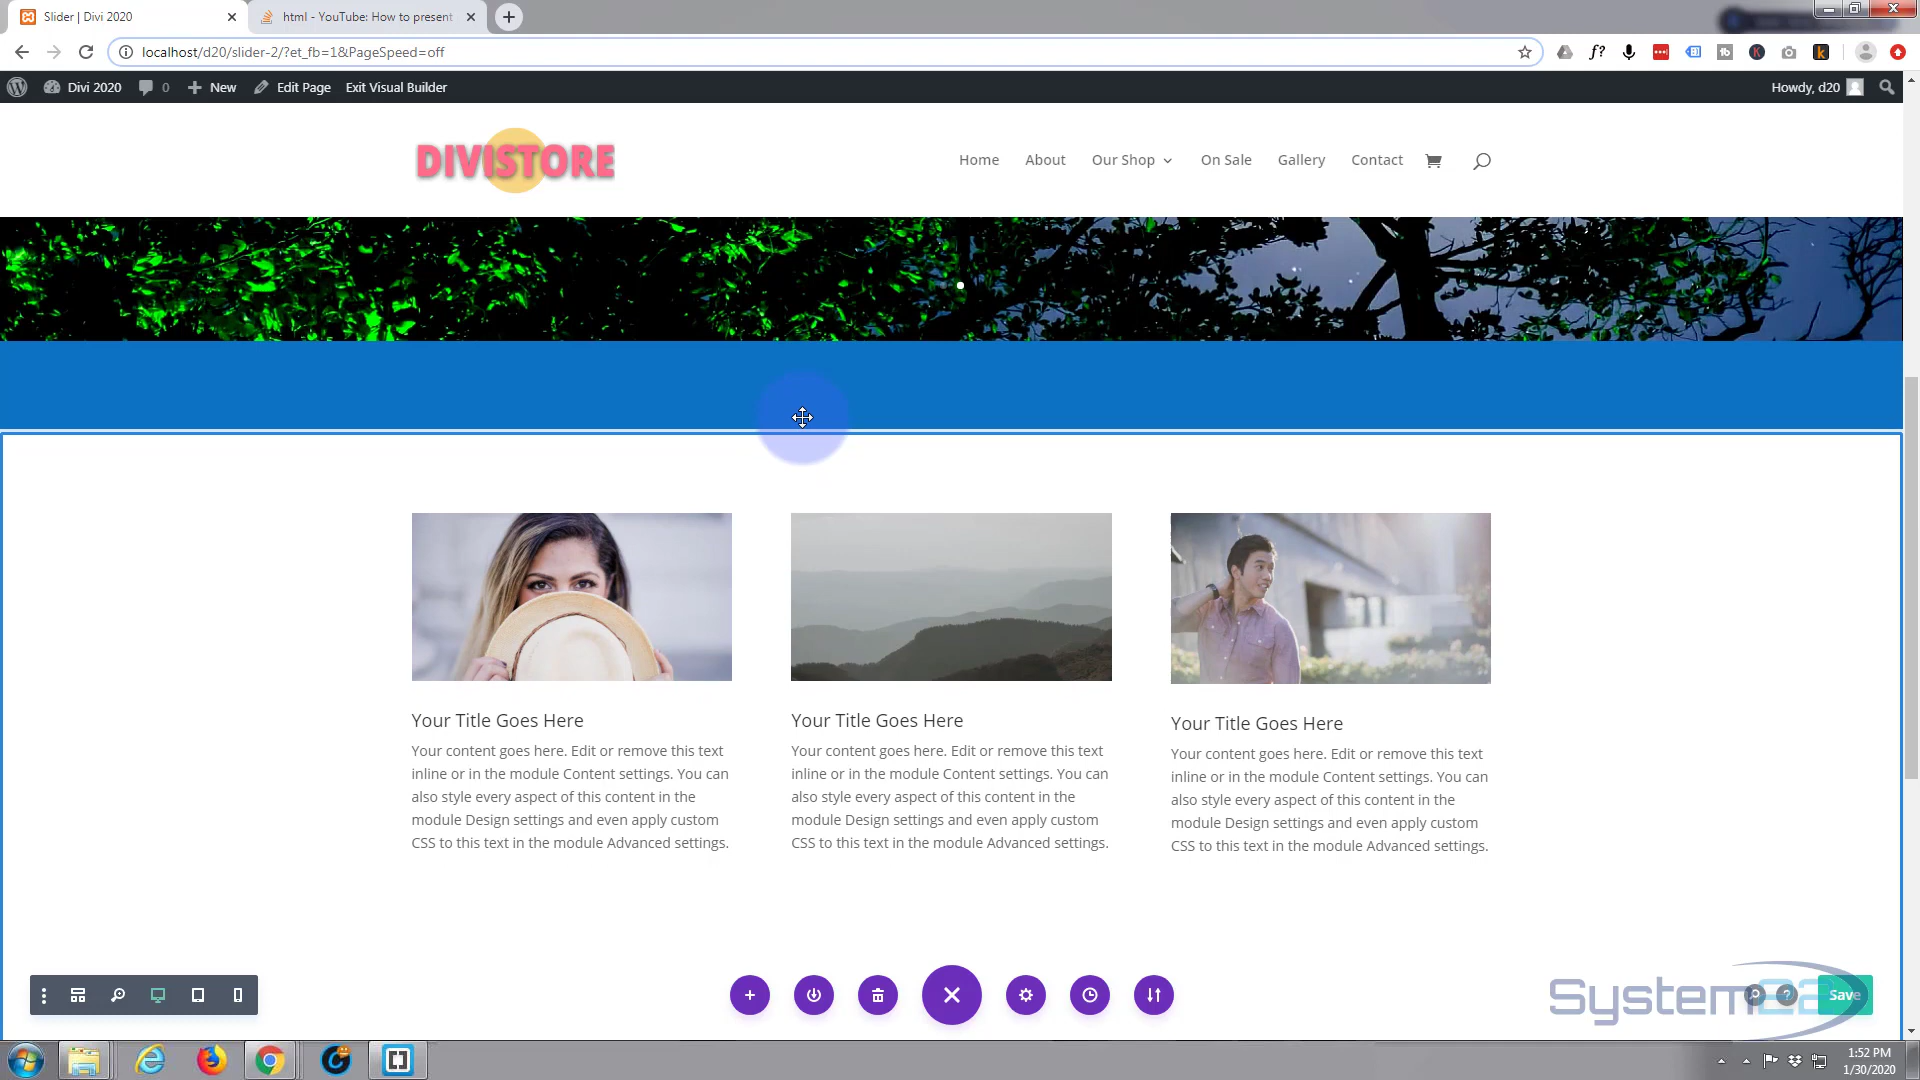 Slider | Divi 2020
html - YouTube: How to present
localhost/d20/slider-2/?et_fb=1&PageSpeed=off
Divi 2020
0
New
Edit Page
Exit Visual Builder
Howdy, d20
DIVISTORE
Home
About
Our Shop
On Sale
Gallery
Contact
Your Title Goes Here
Your content goes here. Edit or remove this text
inline or in the module Content settings. You can
also style every aspect of this content in the
module Design settings and even apply custom
CSS to this text in the module Advanced settings.
Your Title Goes Here
Your content goes here. Edit or remove this text
inline or in the module Content settings. You can
also style every aspect of this content in the
module Design settings and even apply custom
CSS to this text in the module Advanced settings.
Your Title Goes Here
Your content goes here. Edit or remove this text
inline or in the module Content settings. You can
also style every aspect of this content in the
module Design settings and even apply custom
CSS to this text in the module Advanced settings.
System22
Save
1:52 PM
1/30/2020